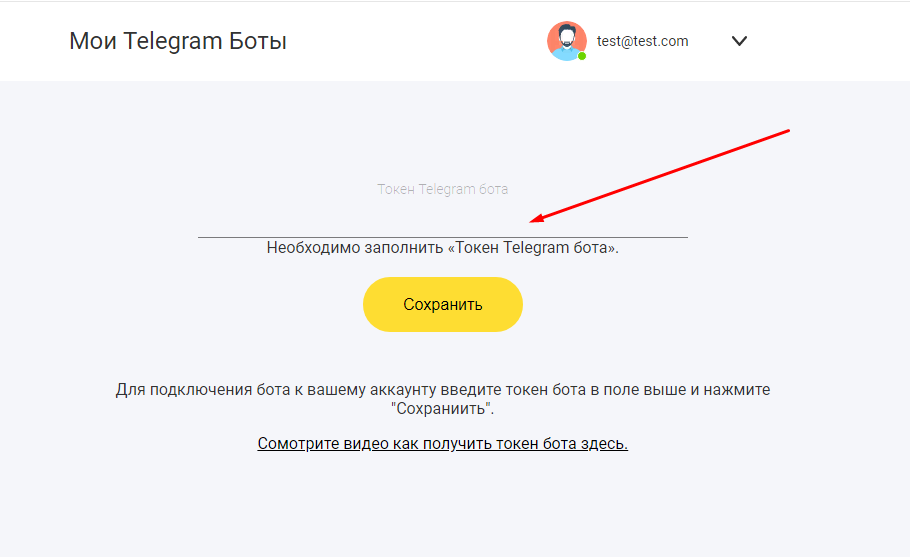 Мои Telegram Боты
test@test.com
Токен Telegram бота
Необходимо заполнить «Токен Telegram бота».
Сохранить
Для подключения бота к вашему аккаунту введите токен бота в поле выше и нажмите
"Сохраниить".
Сомотрите видео как получить токен бота здесь.